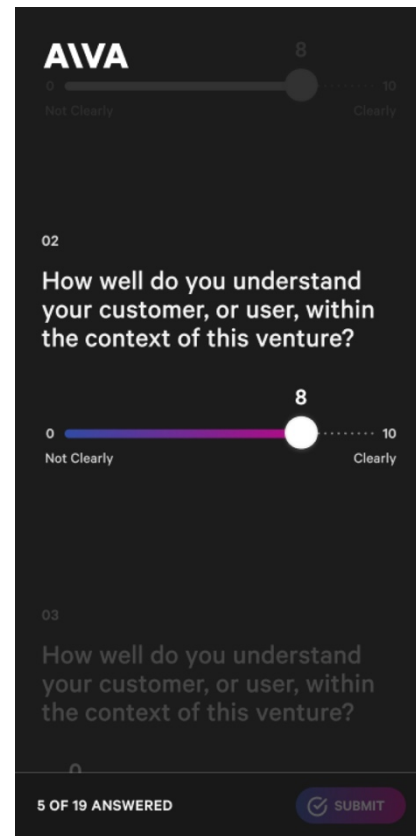 AIVA
8
0 10
Not Clearly Clearly
02
How well do you understand
your customer, or user, within
the context of this venture?
8
0 10
Not Clearly Clearly
03
How well do you understand
your customer, or user, within
the context of this venture?
0
5 OF 19 ANSWERED SUBMIT